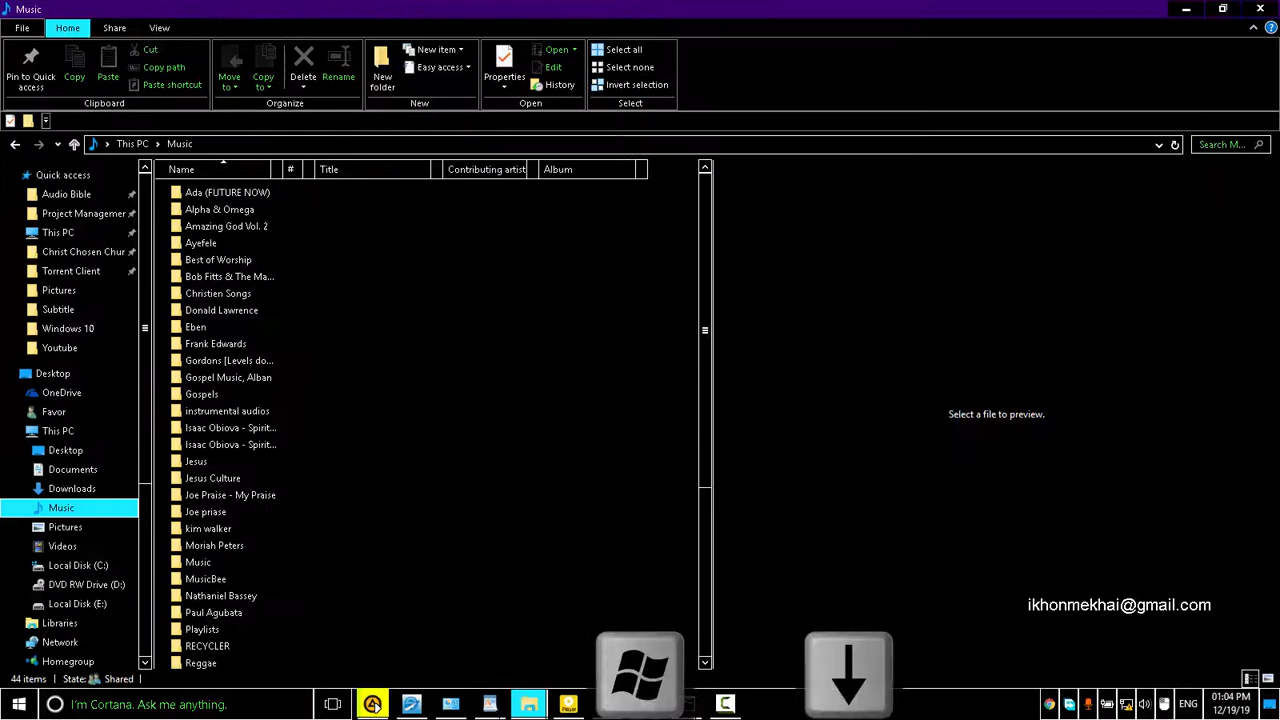 Music
File
Home
Share
View
Pin to Quick access
Copy
Paste
Cut
Copy path
Paste shortcut
Clipboard
Move to
Copy to
Delete
Rename
Organize
New folder
New item
Easy access
New
Properties
Open
Edit
History
Open
Select all
Select none
Invert selection
Select
This PC
Music
Search M...
Quick access
Audio Bible
Project Managemer
This PC
Christ Chosen Chur
Torrent Client
Pictures
Subtitle
Windows 10
Youtube
Desktop
OneDrive
Favor
This PC
Desktop
Documents
Downloads
Music
Pictures
Videos
Local Disk (C:)
DVD RW Drive (D:)
Local Disk (E:)
Libraries
Network
Homegroup
Name
#
Title
Contributing artist
Album
Ada (FUTURE NOW)
Alpha & Omega
Amazing God Vol. 2
Ayefele
Best of Worship
Bob Fitts & The Ma...
Christien Songs
Donald Lawrence
Eben
Frank Edwards
Gordons [Levels do...
Gospel Music, Alban
Gospels
instrumental audios
Isaac Obiova - Spirit...
Isaac Obiova - Spirit...
Jesus
Jesus Culture
Joe Praise - My Praise
Joe priase
kim walker
Moriah Peters
Music
MusicBee
Nathaniel Bassey
Paul Agubata
Playlists
RECYCLER
Reggae
Select a file to preview.
ikhonmekhai@gmail.com
44 items
State: Shared
I'm Cortana. Ask me anything.
ENG
01:04 PM
12/19/19